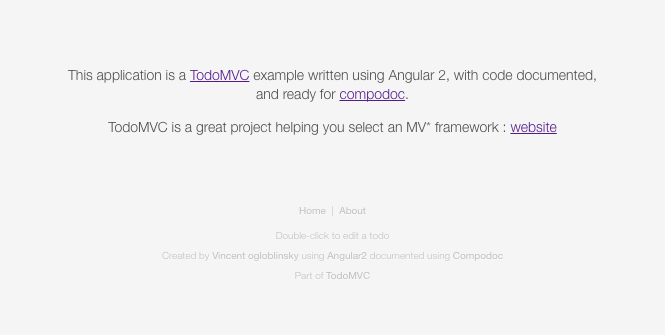 This application is a TodoMVC example written using Angular 2, with code documented,
and ready for compodoc.
TodoMVC is a great project helping you select an MV* framework : website
Home | About
Double-click to edit a todo
Created by Vincent ogloblinsky using Angular2 documented using Compodoc
Part of TodoMVC